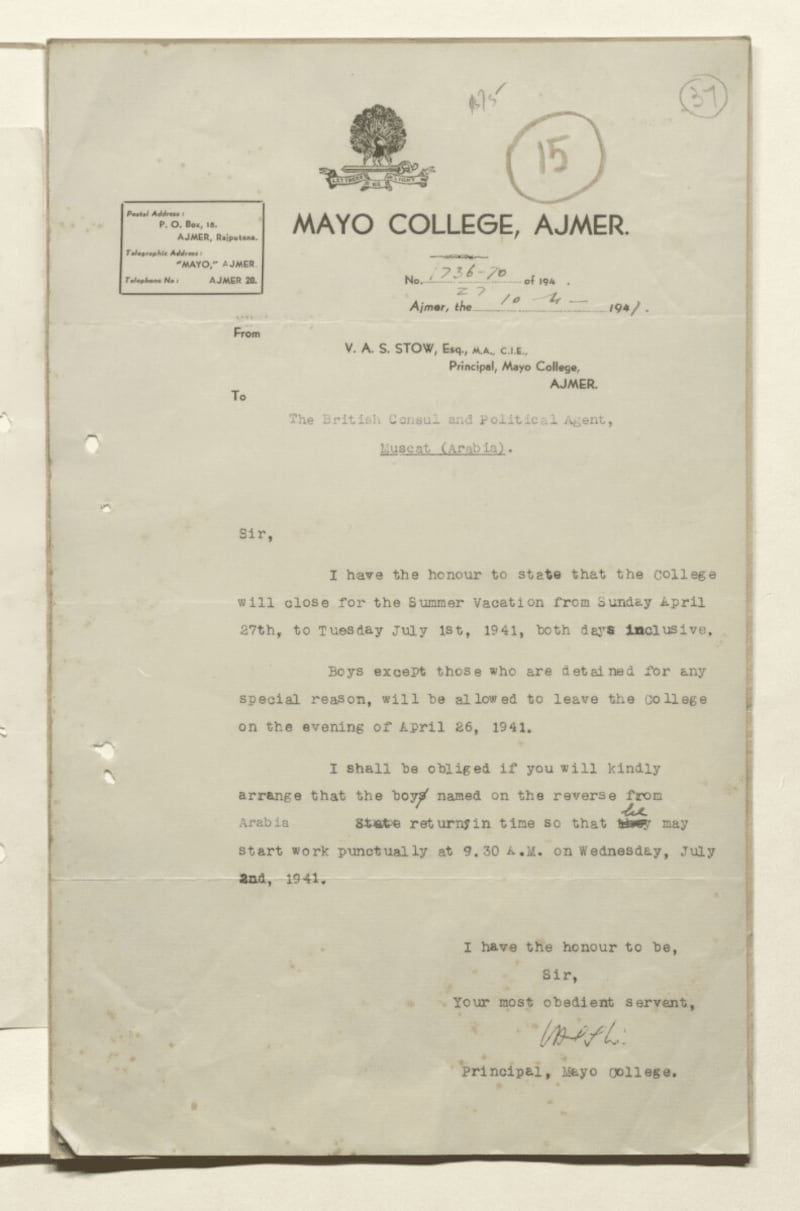 37
15
LET THERE BE LIGHT
MAYO COLLEGE, AJMER.
Postal Address:
P. O. Box, 18.
AJMER, Rajputana.
Telegraphic Address:
"MAYO," AJMER.
Telephone No: AJMER 20.
No. 1736-70 of 194 .
27
Ajmer, the 10 - 4 - 1941.
From
V. A. S. STOW, Esq., M.A., C.I.E.,
Principal, Mayo College,
AJMER.
To
The British Consul and Political Agent,
Muscat (Arabia).
Sir,
I have the honour to state that the College
will close for the Summer Vacation from Sunday April
27th, to Tuesday July 1st, 1941, both days inclusive.
Boys except those who are detained for any
special reason, will be allowed to leave the College
on the evening of April 26, 1941.
I shall be obliged if you will kindly
arrange that the boys named on the reverse from
he
Arabia State returns in time so that they may
start work punctually at 9.30 A.M. on Wednesday, July
2nd, 1941.
I have the honour to be,
Sir,
Your most obedient servant,
Principal, Mayo College.